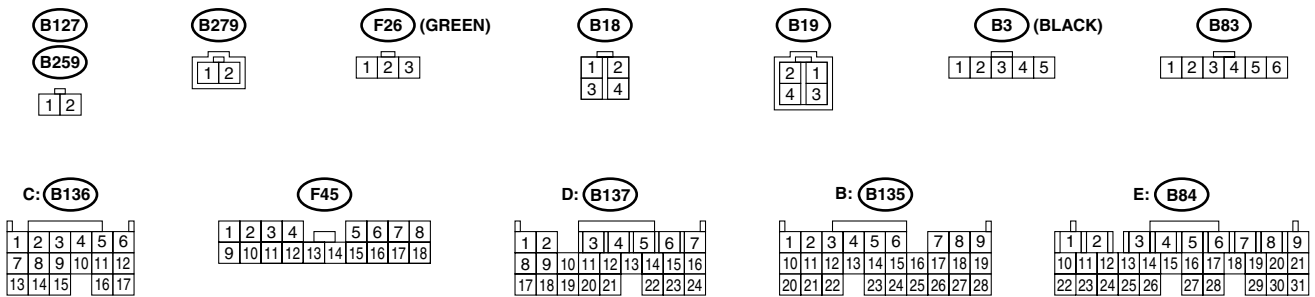 B127 B279 F26 (GREEN) B18 B19 B3 (BLACK) B83
B259
1 2
1 2
1 2 3
1 2
3 4
2 1
4 3
1 2 3 4 5
1 2 3 4 5 6
C: B136 F45 D: B137 B: B135 E: B84
1 2 3 4 5 6
7 8 9 10 11 12
13 14 15 16 17
1 2 3 4 5 6 7 8
9 10 11 12 13 14 15 16 17 18
1 2 3 4 5 6 7
8 9 10 11 12 13 14 15 16
17 18 19 20 21 22 23 24
1 2 3 4 5 6 7 8 9
10 11 12 13 14 15 16 17 18 19
20 21 22 23 24 25 26 27 28
1 2 3 4 5 6 7 8 9
10 11 12 13 14 15 16 17 18 19 20 21
22 23 24 25 26 27 28 29 30 31